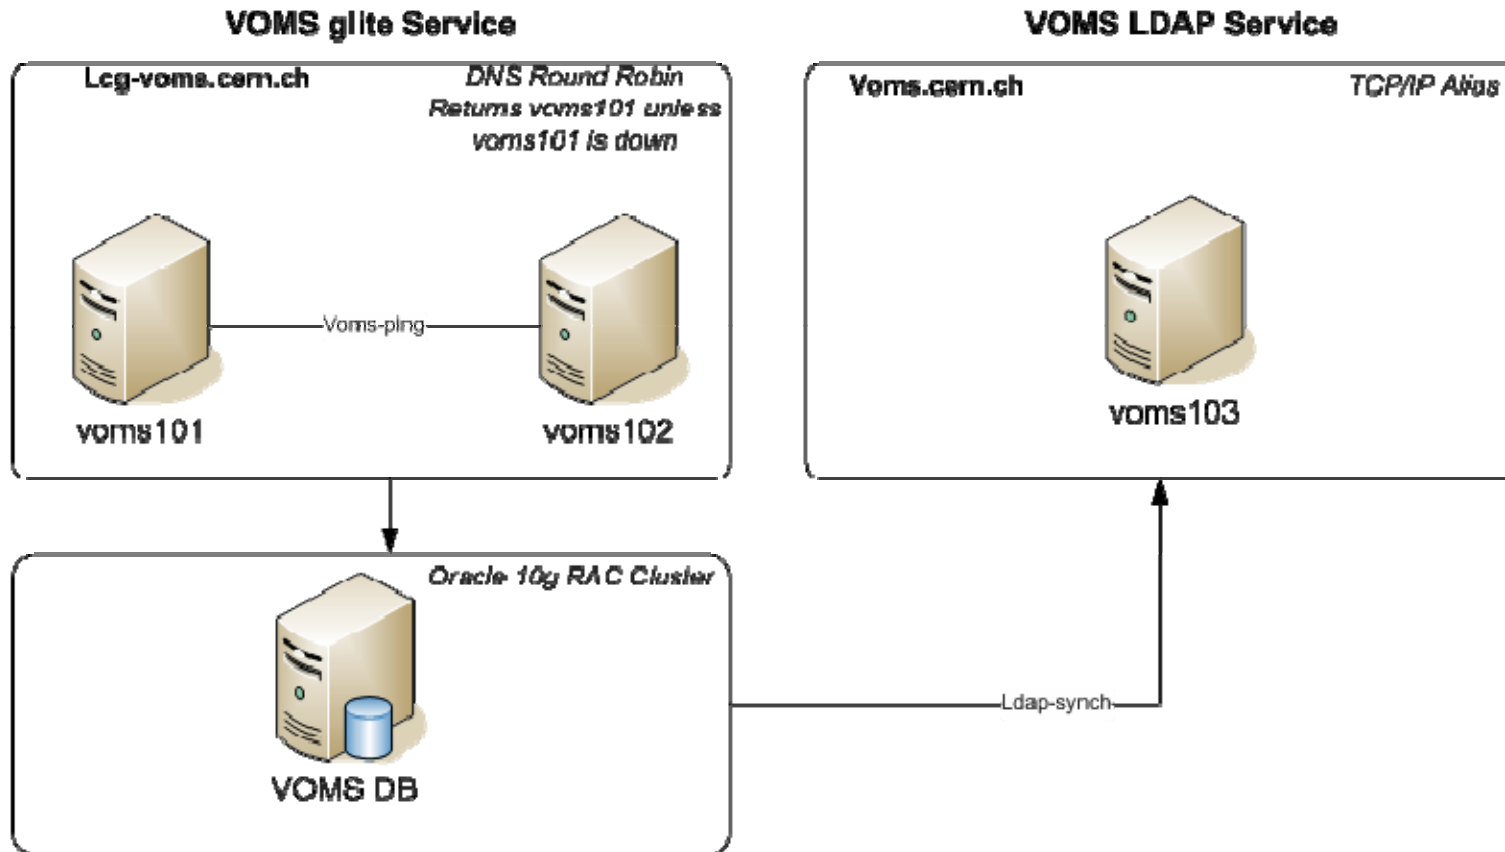 VOMS glite Service
VOMS LDAP Service
Lcg-voms.cern.ch
DNS Round Robin
Returns voms101 unless
voms101 is down
Voms.cern.ch
TCP/IP Alias
Voms-ping
voms101
voms102
voms103
Oracle 10g RAC Cluster
Ldap-synch
VOMS DB